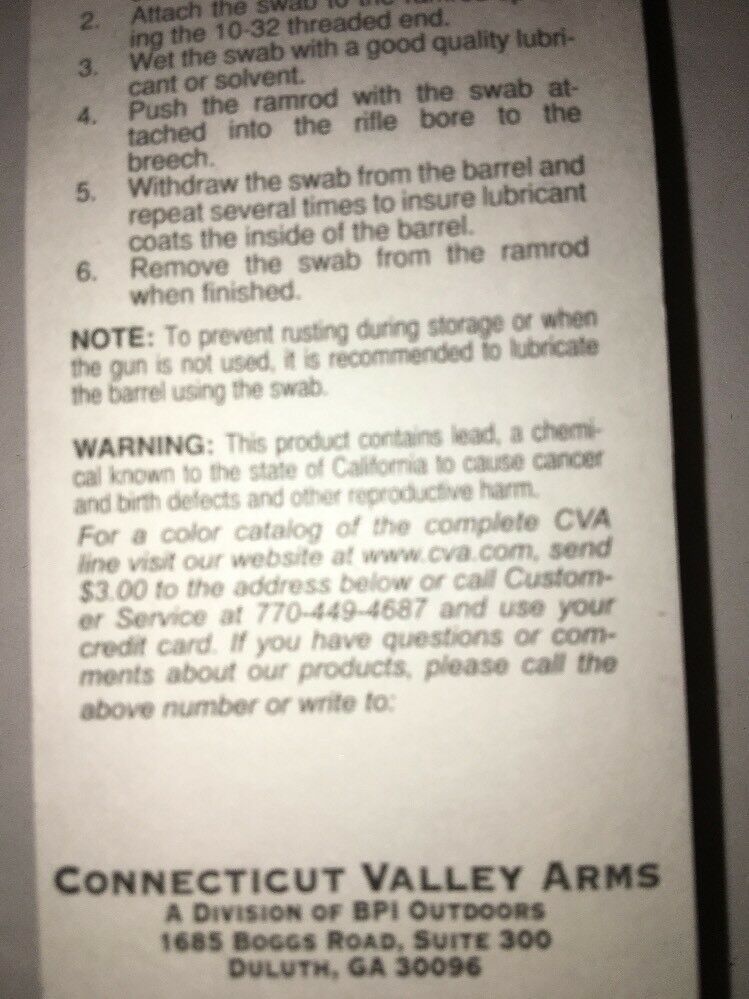 2. Attach the swab to the ramrod
ing the 10-32 threaded end.
3. Wet the swab with a good quality lubri-
cant or solvent.
4. Push the ramrod with the swab at-
tached into the rifle bore to the
breech.
5. Withdraw the swab from the barrel and
repeat several times to insure lubricant
coats the inside of the barrel.
6. Remove the swab from the ramrod
when finished.
NOTE: To prevent rusting during storage or when
the gun is not used, it is recommended to lubricate
the barrel using the swab.
WARNING: This product contains lead, a chemi-
cal known to the state of California to cause cancer
and birth defects and other reproductive harm.
For a color catalog of the complete CVA
line visit our website at www.cva.com, send
$3.00 to the address below or call Custom-
er Service at 770-449-4687 and use your
credit card. If you have questions or com-
ments about our products, please call the
above number or write to:
CONNECTICUT VALLEY ARMS
A DIVISION OF BPI OUTDOORS
1685 BOGGS ROAD, SUITE 300
DULUTH, GA 30096